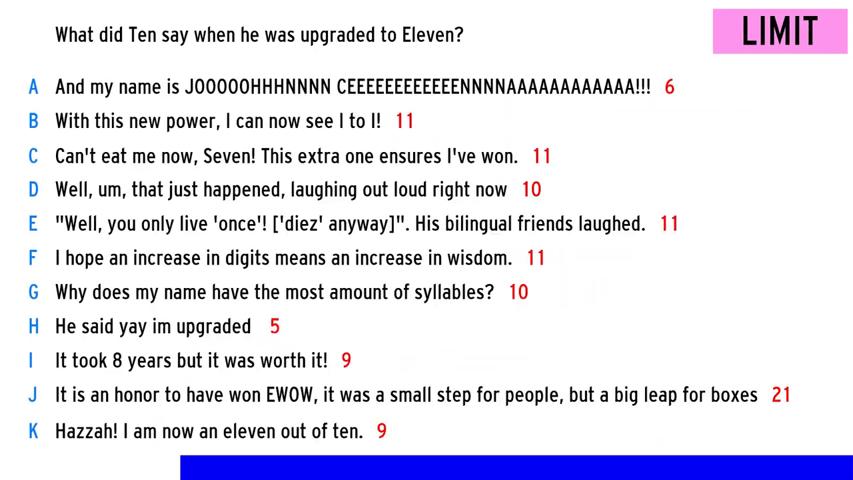 What did Ten say when he was upgraded to Eleven?
LIMIT
A And my name is JOOOOOHHHNNNN CEEEEEEEEEEEENNNNAAAAAAAAAAAA!!! 6
B With this new power, I can now see I to I! 11
C Can't eat me now, Seven! This extra one ensures I've won. 11
D Well, um, that just happened, laughing out loud right now 10
E "Well, you only live 'once'! ['diez' anyway]". His bilingual friends laughed. 11
F I hope an increase in digits means an increase in wisdom. 11
G Why does my name have the most amount of syllables? 10
H He said yay im upgraded 5
I It took 8 years but it was worth it! 9
J It is an honor to have won EWOW, it was a small step for people, but a big leap for boxes 21
K Hazzah! I am now an eleven out of ten. 9